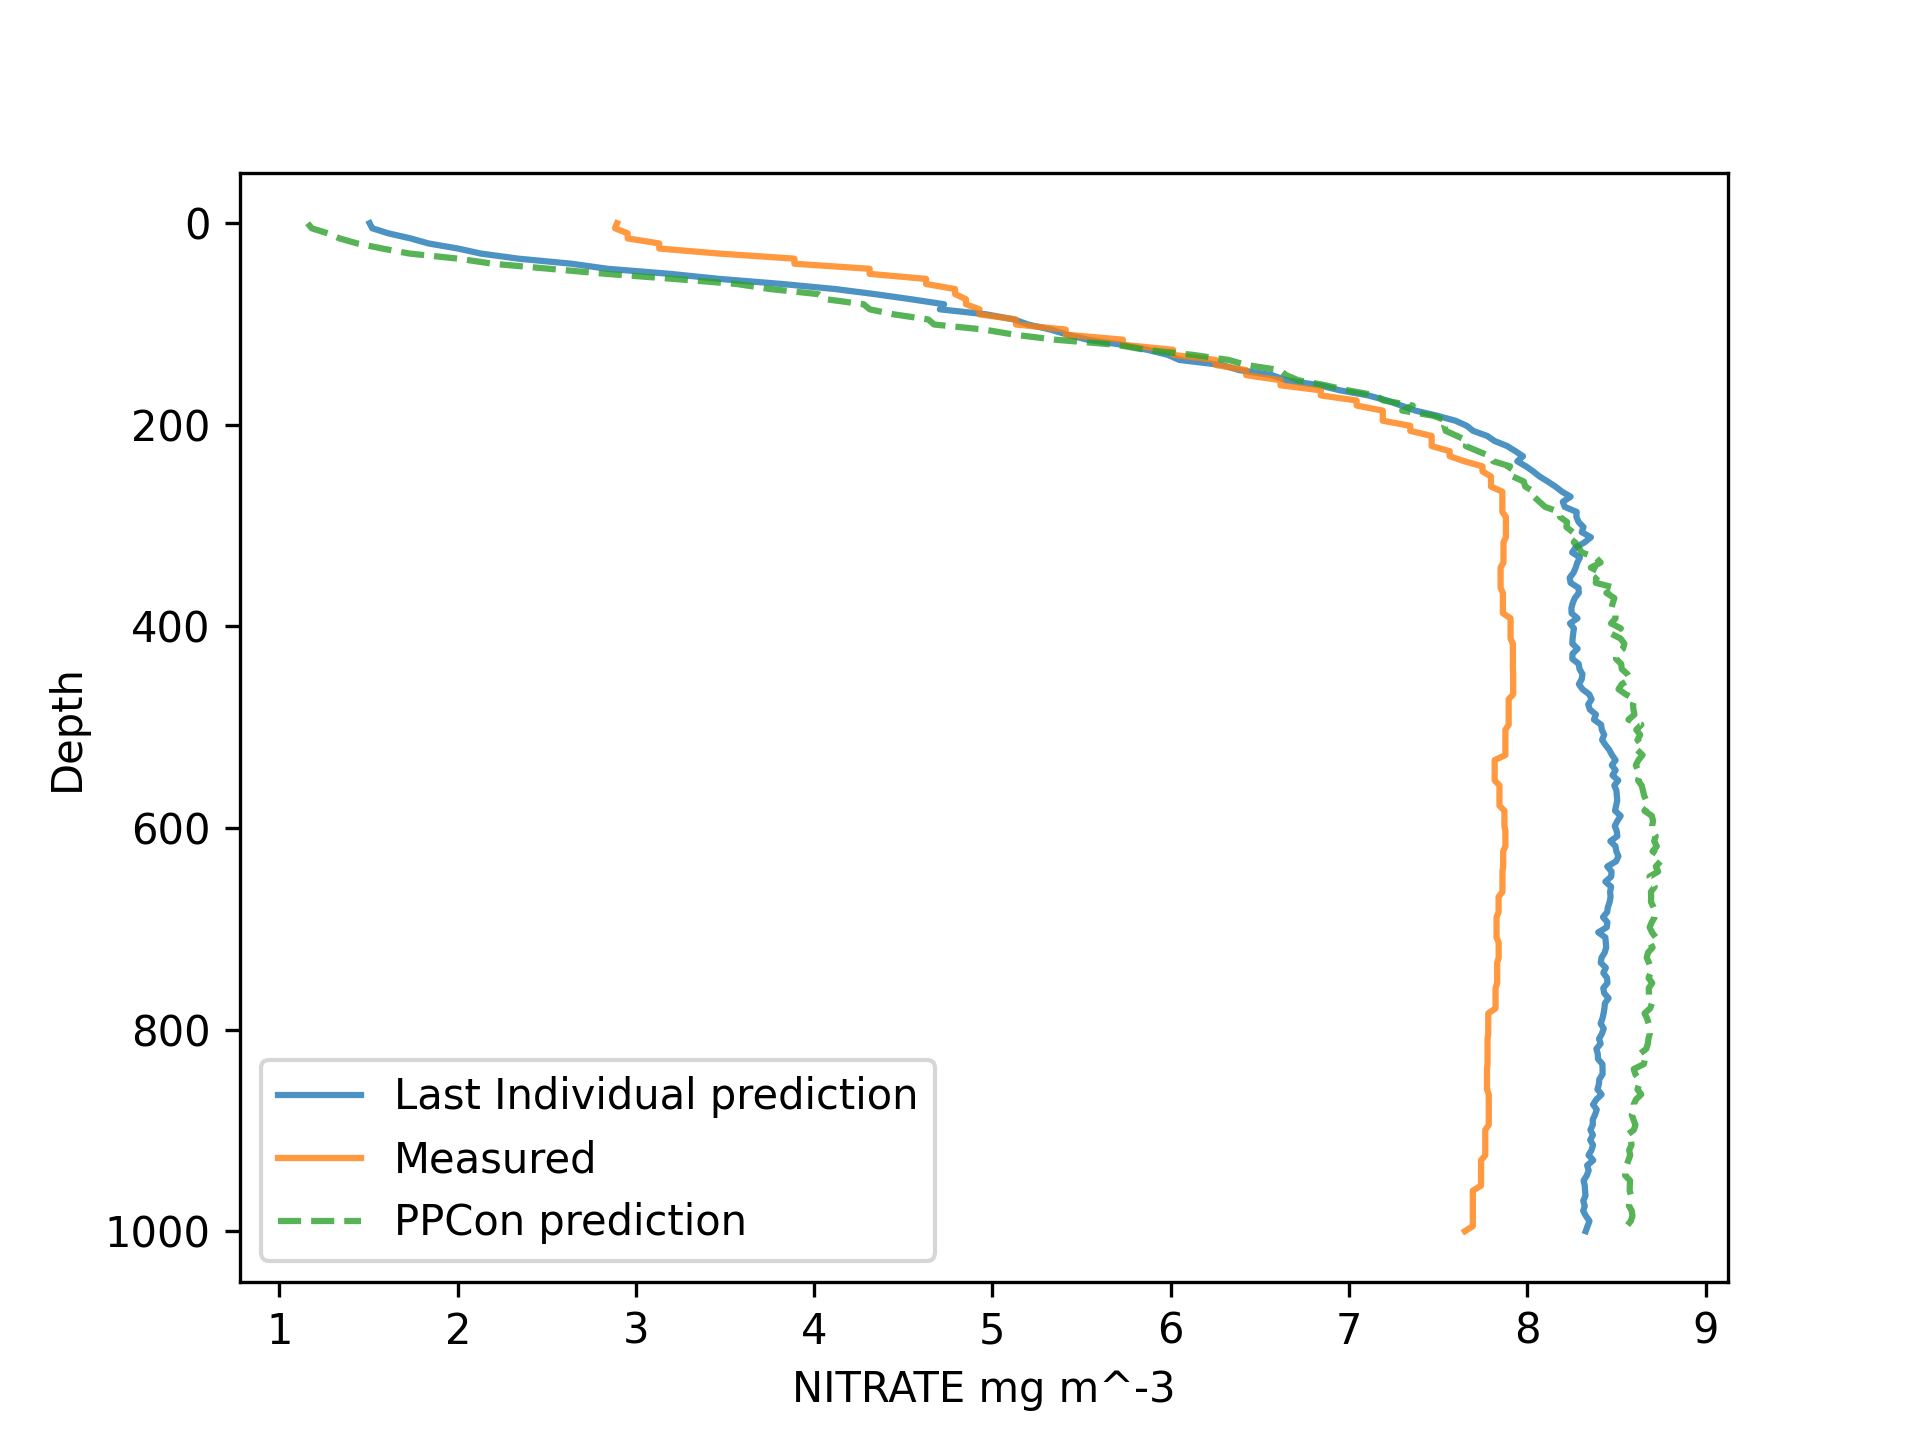 0
200
400
600
800
1000
Depth
Last Individual prediction
Measured
PPCon prediction
1 2 3 4 5 6 7 8 9
NITRATE mg m^-3